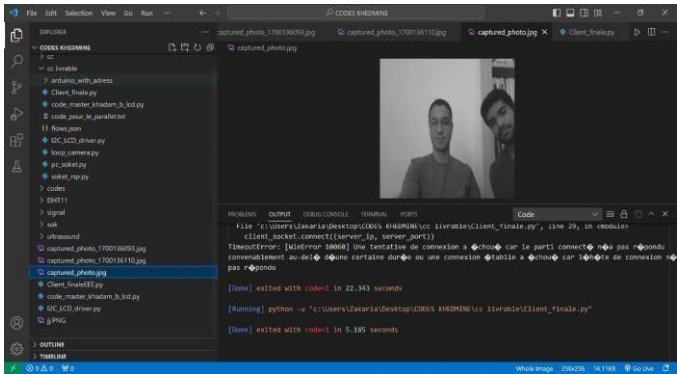 File Edit Selection View Go Run ...
CODES KHEDMINE
EXPLORER
captured_photo_1700136093.jpg captured_photo_1700136110.jpg captured_photo.jpg Client_finale.py
CODES KHEDMINE
captured_photo.jpg
cc
cc livrable
arduino_with_adress
Client_finale.py
code_master_khadam_b_lcd.py
code_pour_le_parallel.txt
flows.json
I2C_LCD_driver.py
loop_camera.py
pc_soket.py
soket_rsp.py
codes
DHT11
signal
sok
ultrasound
captured_photo_1700136093.jpg
captured_photo_1700136110.jpg
captured_photo.jpg
Client_finaleEEE.py
code_master_khadam_b_lcd.py
I2C_LCD_driver.py
jj.PNG
OUTLINE
TIMELINE
PROBLEMS OUTPUT DEBUG CONSOLE TERMINAL PORTS
Code
File "c:\Users\Zakaria\Desktop\CODES KHEDMINE\cc livrable\Client_finale.py", line 29, in <module>
client_socket.connect((server_ip, server_port))
TimeoutError: [WinError 10060] Une tentative de connexion a �chou� car le parti connect� n�a pas r�pondu
convenablement au-del� d�une certaine dur�e ou une connexion �tablie a �chou� car l�h�te de connexion n�a
pas r�pondu
[Done] exited with code=1 in 22.343 seconds
[Running] python -u "c:\Users\Zakaria\Desktop\CODES KHEDMINE\cc livrable\Client_finale.py"
[Done] exited with code=1 in 5.185 seconds
0 0 0 Whole Image 256x256 14.11KB Go Live